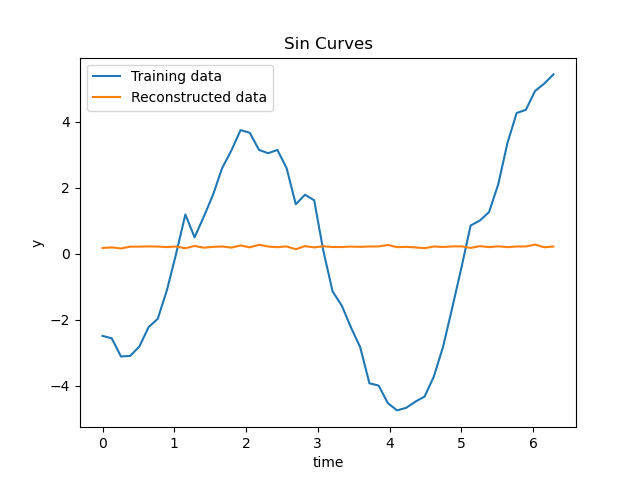 Sin Curves
Training data
Reconstructed data
4
2
0
−2
−4
y
0 1 2 3 4 5 6
time